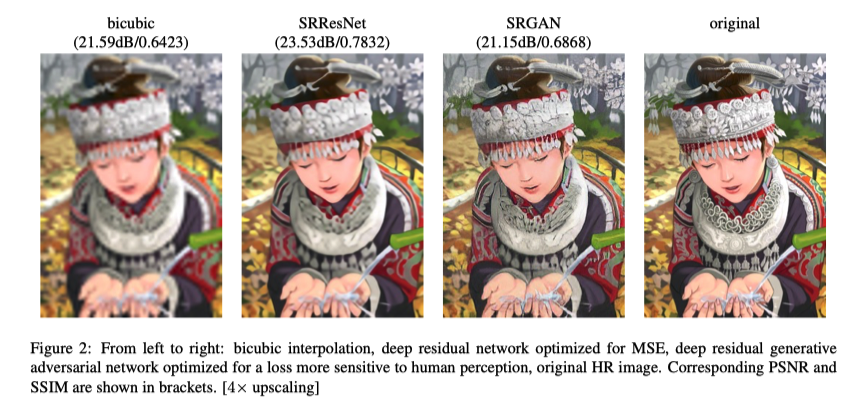 bicubic
(21.59dB/0.6423)
SRResNet
(23.53dB/0.7832)
SRGAN
(21.15dB/0.6868)
original
Figure 2: From left to right: bicubic interpolation, deep residual network optimized for MSE, deep residual generative
adversarial network optimized for a loss more sensitive to human perception, original HR image. Corresponding PSNR and
SSIM are shown in brackets. [4× upscaling]